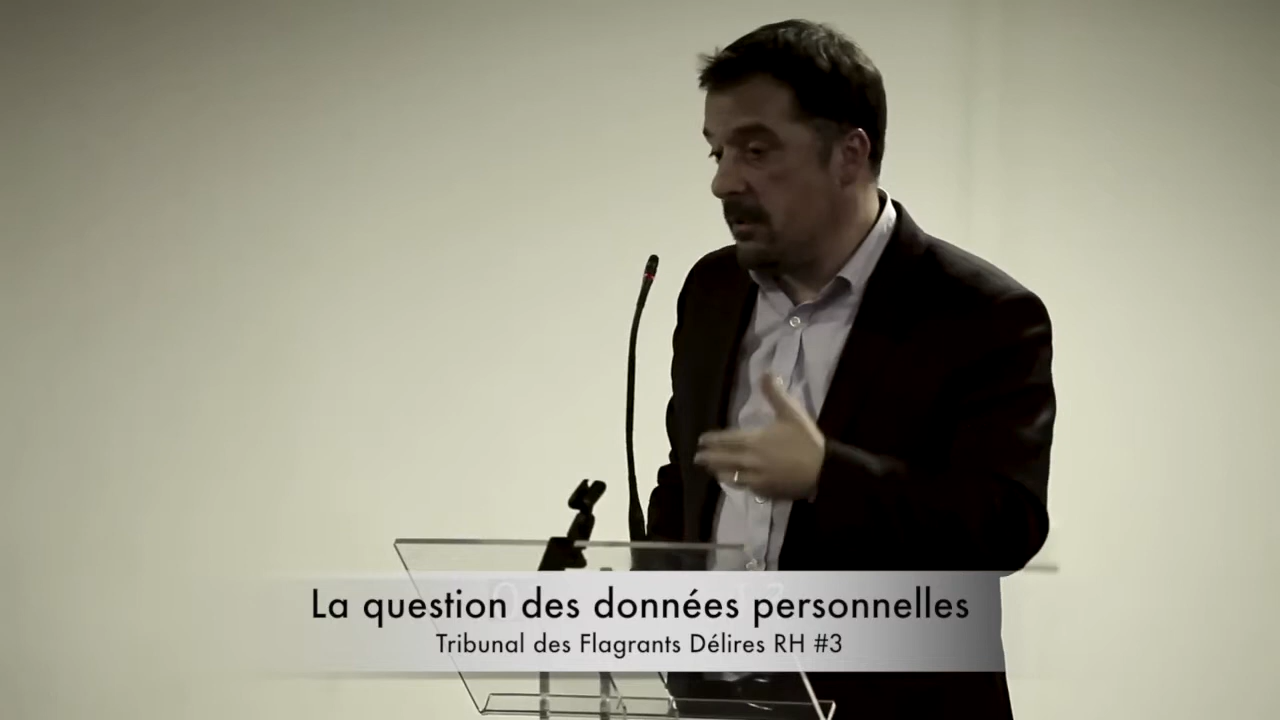 La question des données personnelles
Tribunal des Flagrants Délires RH #3